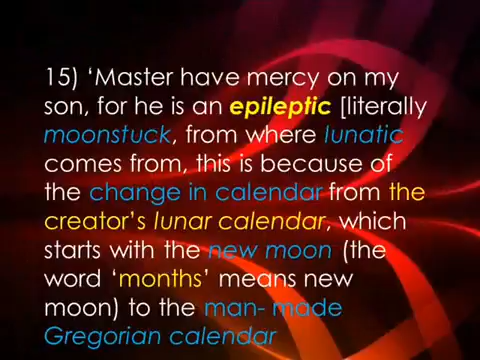 15) ‘Master have mercy on my
son, for he is an epileptic [literally
moonstuck, from where lunatic
comes from, this is because of
the change in calendar from the
creator’s lunar calendar, which
starts with the new moon (the
word ‘months’ means new
moon) to the man- made
Gregorian calendar